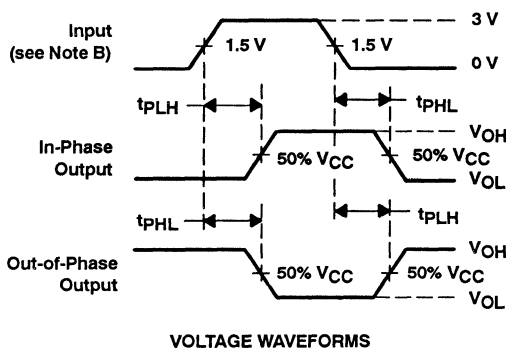 Input
(see Note B)
1.5 V
1.5 V
3 V
0 V
tPLH
tPHL
In-Phase
Output
50% VCC
50% VCC
VOH
VOL
tPHL
tPLH
Out-of-Phase
Output
50% VCC
50% VCC
VOH
VOL
VOLTAGE WAVEFORMS